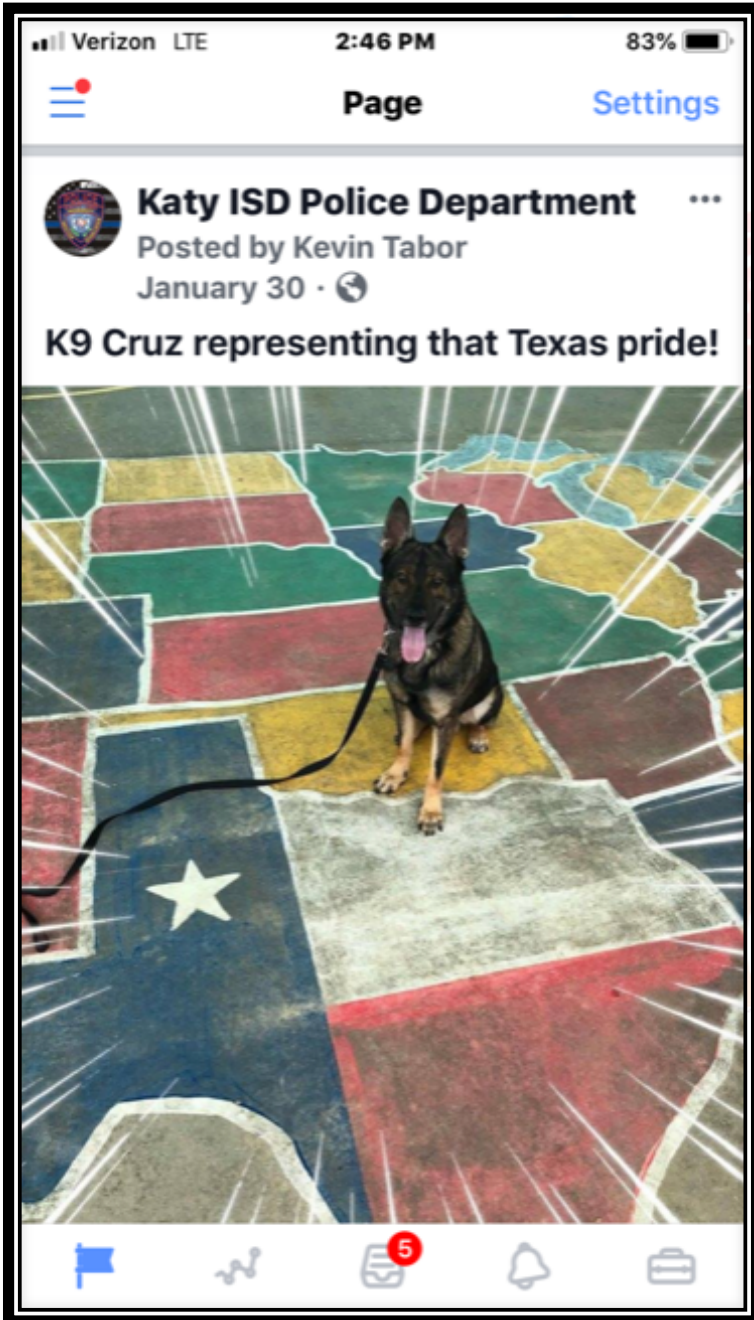 Verizon LTE 2:46 PM 83%
Page Settings
Katy ISD Police Department
Posted by Kevin Tabor
January 30 ·
K9 Cruz representing that Texas pride!
5